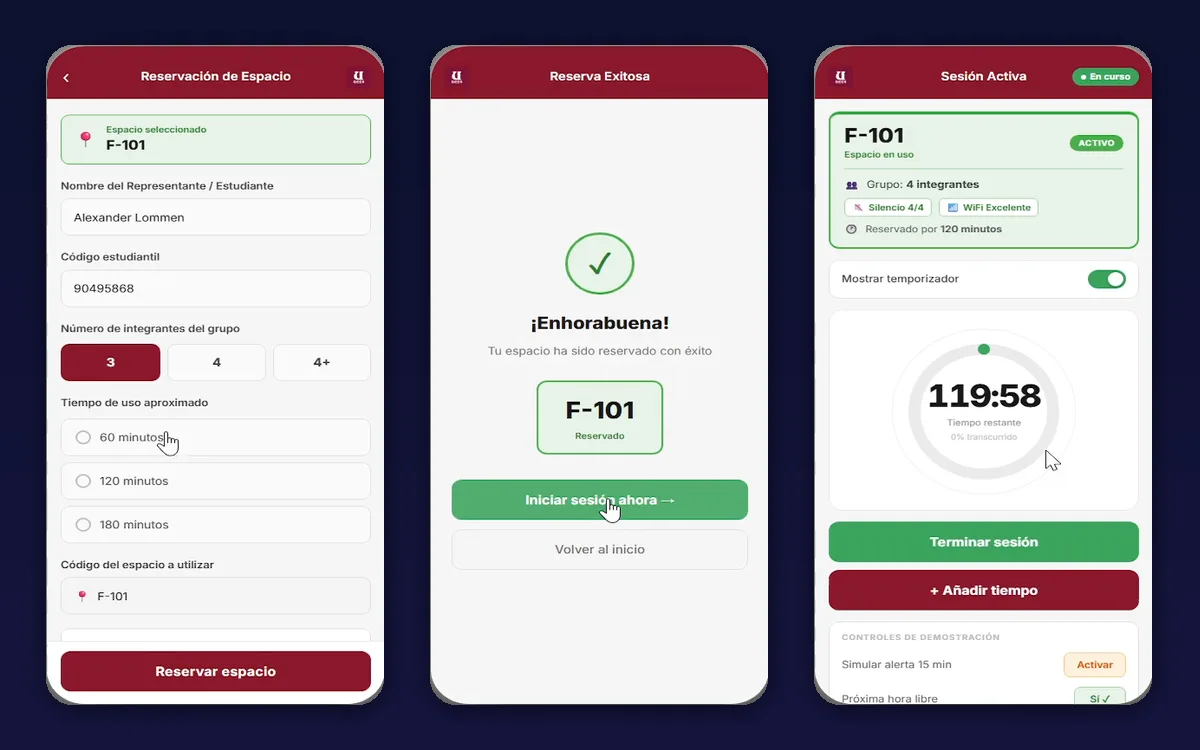 Reservación de Espacio
Espacio seleccionado
F-101
Nombre del Representante / Estudiante
Alexander Lommen
Código estudiantil
90495868
Número de integrantes del grupo
3
4
4+
Tiempo de uso aproximado
60 minutos
120 minutos
180 minutos
Código del espacio a utilizar
F-101
Reservar espacio
Reserva Exitosa
✓
¡Enhorabuena!
Tu espacio ha sido reservado con éxito
F-101
Reservado
Iniciar sesión ahora →
Volver al inicio
Sesión Activa
En curso
F-101
ACTIVO
Espacio en uso
Grupo: 4 integrantes
Silencio 4/4
WiFi Excelente
Reservado por 120 minutos
Mostrar temporizador
119:58
Tiempo restante
0% transcurrido
Terminar sesión
+ Añadir tiempo
CONTROLES DE DEMOSTRACIÓN
Simular alerta 15 min
Activar
Próxima hora libre
Sí ✓